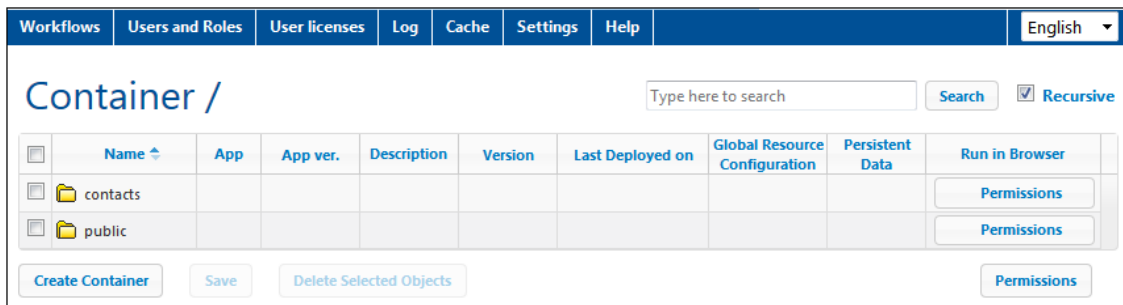 Workflows Users and Roles User licenses Log Cache Settings Help English
Container /
Type here to search Search Recursive
Name App App ver. Description Version Last Deployed on Global Resource Configuration Persistent Data Run in Browser
contacts Permissions
public Permissions
Create Container Save Delete Selected Objects Permissions